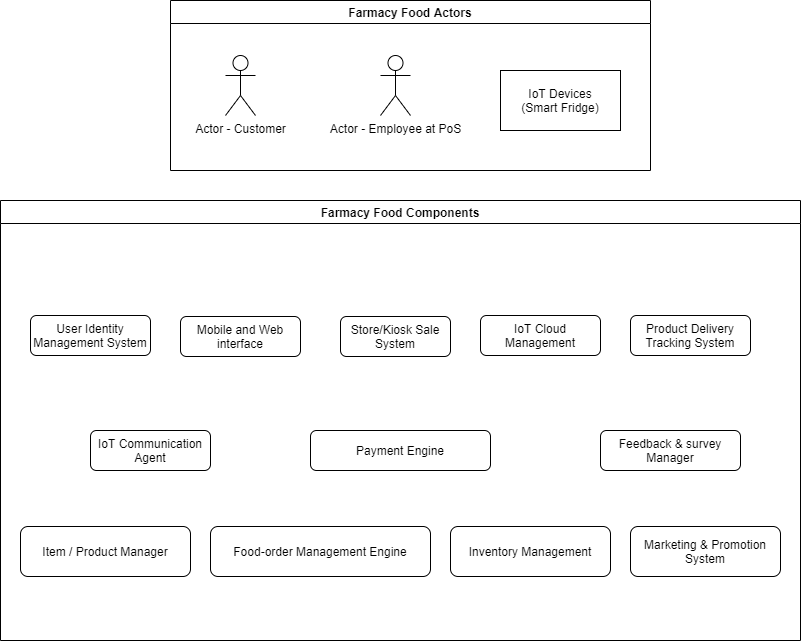 Farmacy Food Actors
Actor - Customer
Actor - Employee at PoS
IoT Devices
(Smart Fridge)
Farmacy Food Components
User Identity
Management System
Mobile and Web
interface
Store/Kiosk Sale
System
IoT Cloud
Management
Product Delivery
Tracking System
IoT Communication
Agent
Payment Engine
Feedback & survey
Manager
Item / Product Manager
Food-order Management Engine
Inventory Management
Marketing & Promotion
System